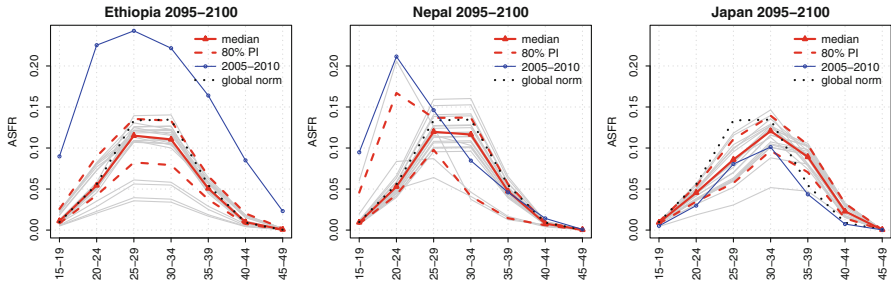 Ethiopia 2095−2100
ASFR
0.00 0.05 0.10 0.15 0.20
median
80% PI
2005−2010
global norm
15−19 20−24 25−29 30−34 35−39 40−44 45−49
Nepal 2095−2100
ASFR
0.00 0.05 0.10 0.15 0.20
median
80% PI
2005−2010
global norm
15−19 20−24 25−29 30−34 35−39 40−44 45−49
Japan 2095−2100
ASFR
0.00 0.05 0.10 0.15 0.20
median
80% PI
2005−2010
global norm
15−19 20−24 25−29 30−34 35−39 40−44 45−49